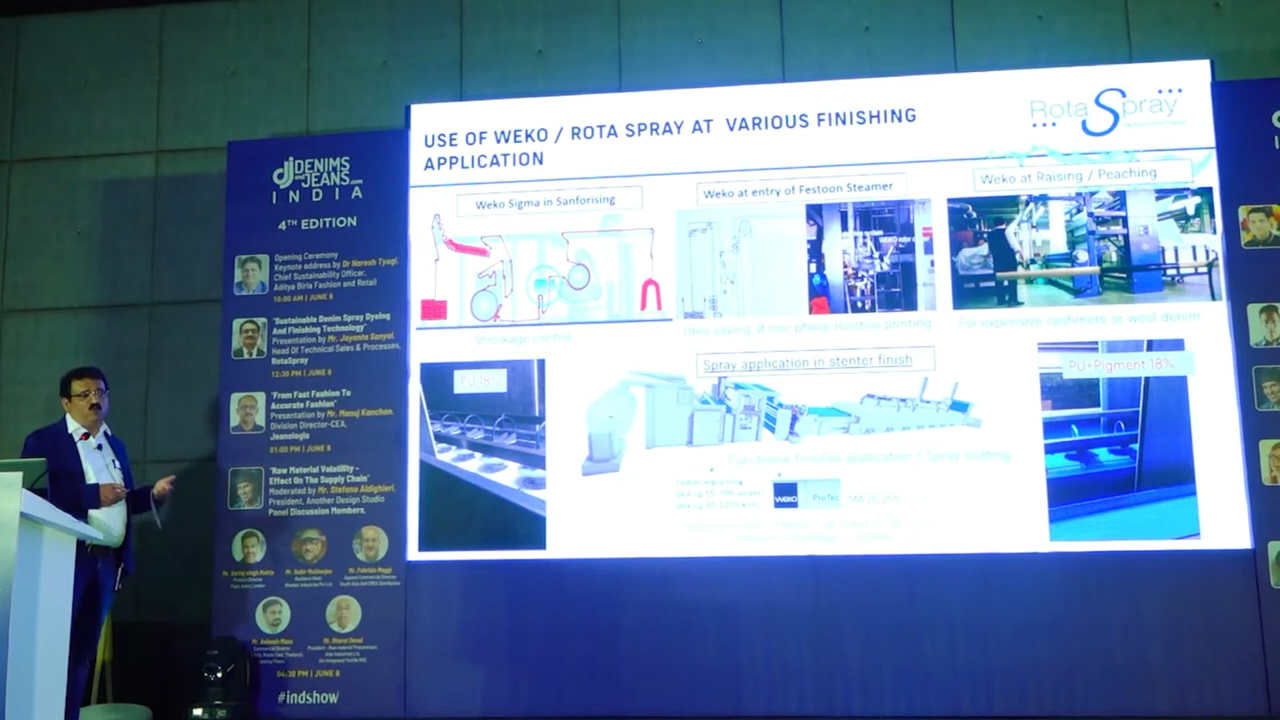 dj DENIMS
and JEANS.com
INDIA
4TH EDITION
Opening Ceremony
Keynote address by Dr Naresh Tyagi,
Chief Sustainability Officer,
Aditya Birla Fashion and Retail
10:00 AM | JUNE 8
"Sustainable Denim Spray Dyeing
And Finishing Technology"
Presentation by Mr. Jayanta Sanyal,
Head Of Technical Sales & Processes,
RotaSpray
12:30 PM | JUNE 8
"From Fast Fashion To
Accurate Fashion"
Presentation by Mr. Manoj Kanchan,
Division Director-CEA,
Jeanologia
01:00 PM | JUNE 8
"Raw Material Volatility -
Effect On The Supply Chain"
Moderated by Mr. Stefano Aldighieri,
President, Another Design Studio
Panel Discussion Members,
04:30 PM | JUNE 8
#indshow
USE OF WEKO / ROTA SPRAY AT VARIOUS FINISHING
APPLICATION
Rota Spray
Weko Sigma in Sanforising
Weko at entry of Festoon Steamer
Weko at Raising / Peaching
Shrinkage control
For expensive cashmere or wool denim
PU 18%
Spray application in stenter finish
PU+Pigment 18%
Functional finishes application / Spray coating
weko
ProTec